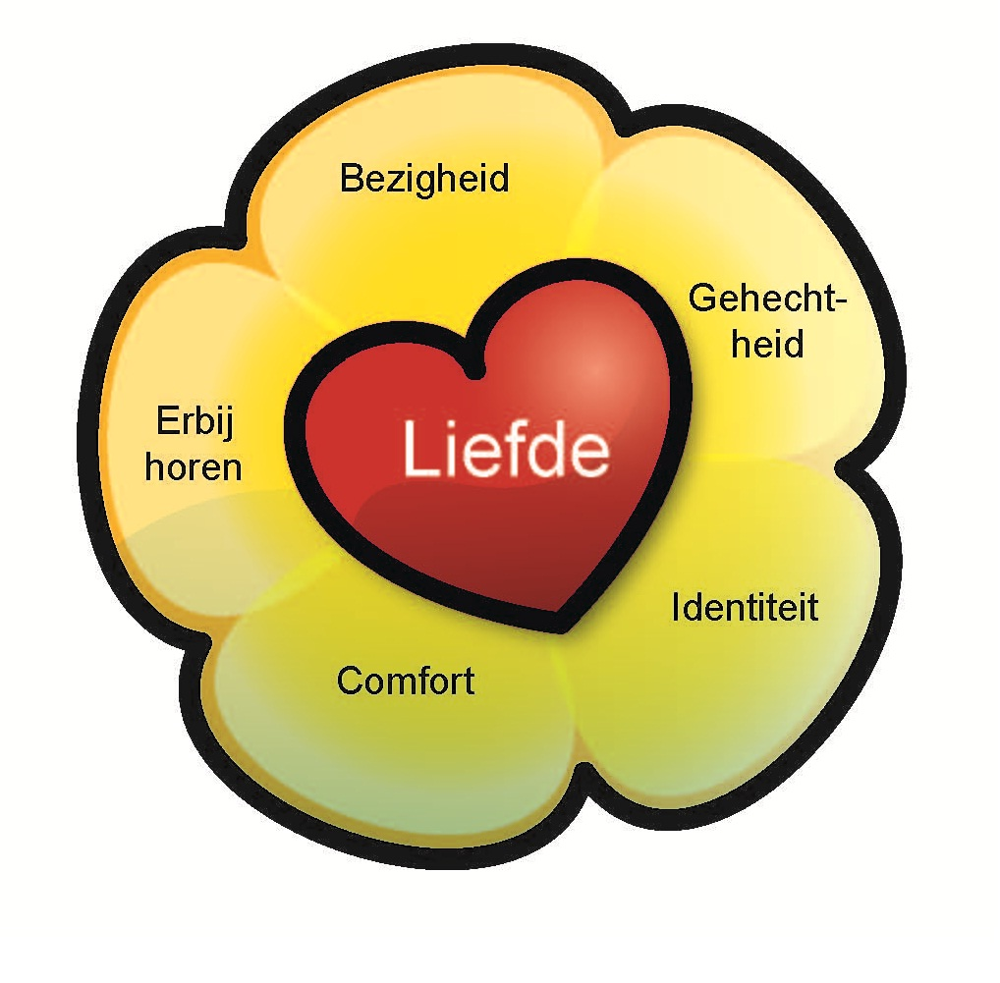 Bezigheid
Gehecht-
heid
Erbij
horen
Liefde
Identiteit
Comfort